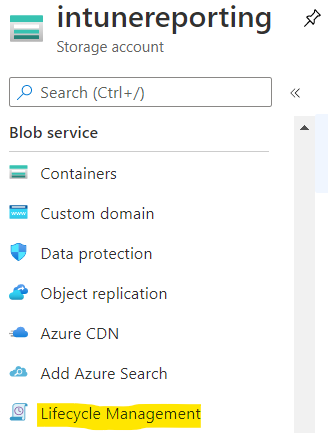 intunereporting
Storage account
Search (Ctrl+/)
«
Blob service
Containers
Custom domain
Data protection
Object replication
Azure CDN
Add Azure Search
Lifecycle Management